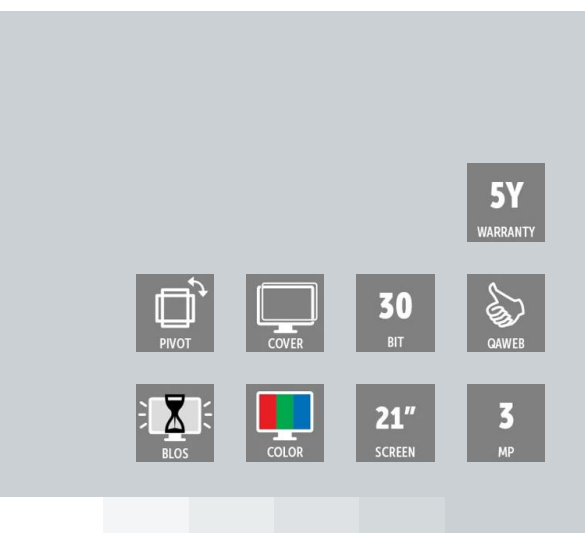 5Y
WARRANTY
PIVOT
COVER
30
BIT
QAWEB
BLOS
COLOR
21"
SCREEN
3
MP